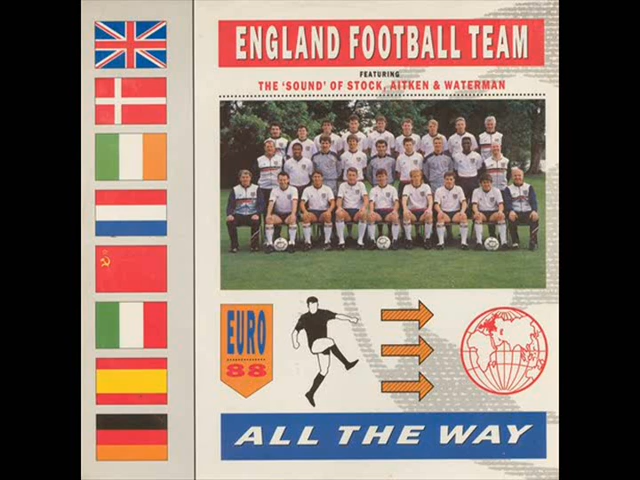 ENGLAND FOOTBALL TEAM
FEATURING
THE ‘SOUND’ OF STOCK, AITKEN & WATERMAN
EURO
88
ALL THE WAY